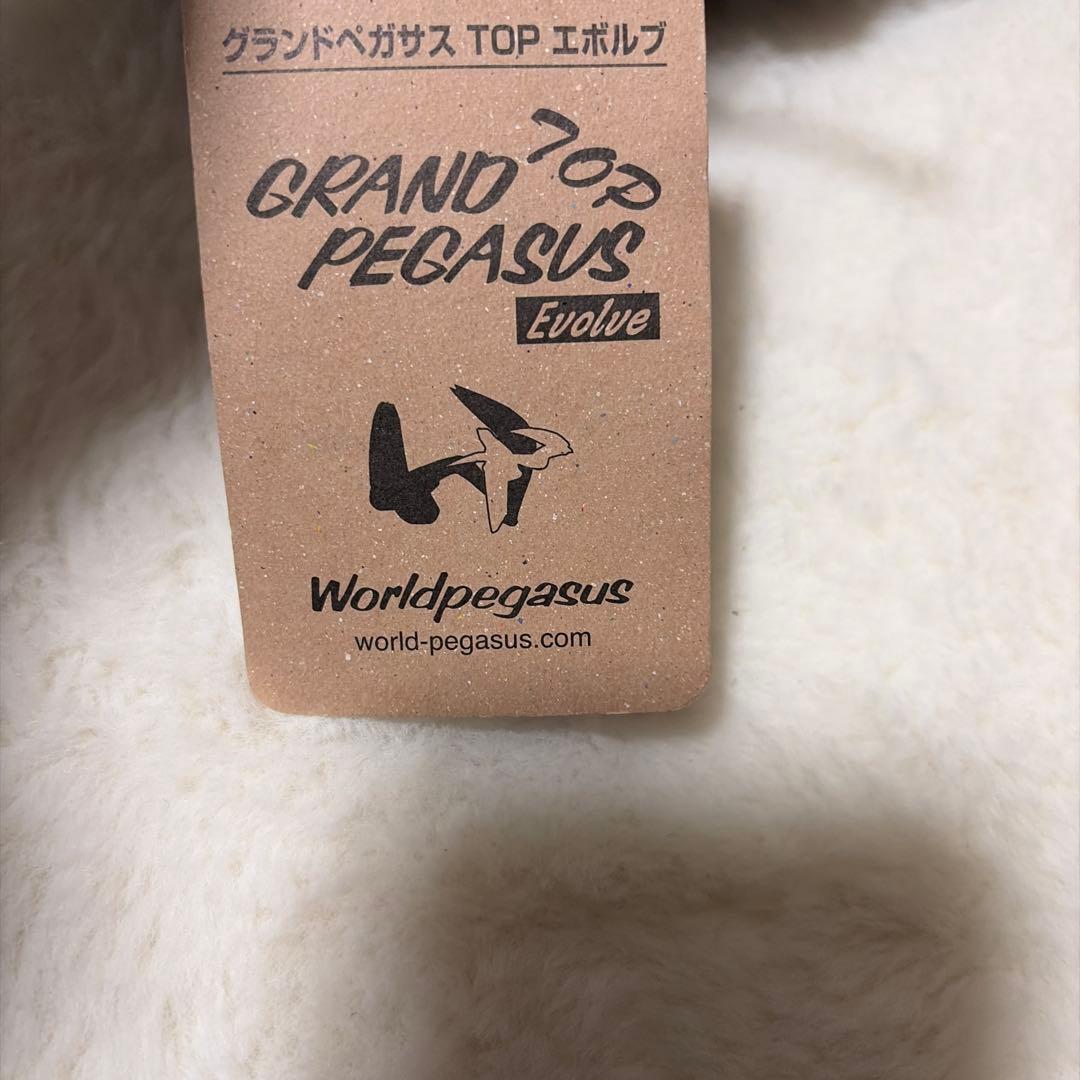 グランドペガサス TOP エボルブ
GRAND TOP
PEGASUS
Evolve
Worldpegasus
world-pegasus.com